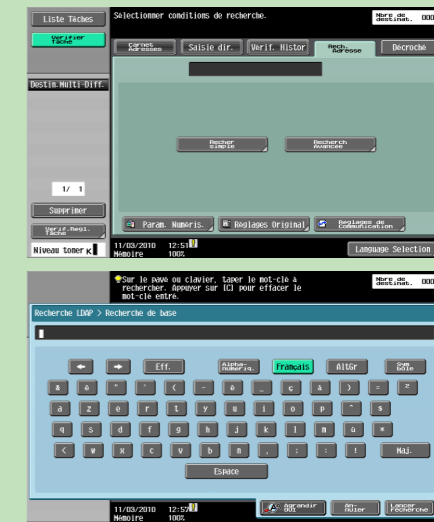 Liste Tâches
Sélectionner conditions de recherche.
Nbre de destinat. 000
Vérifier Tâche
Carnet Adresses
Saisie dir.
Vérif. Histor
Rech. Adresse
Décroché
Destin.Multi-Diff.
Recher Simple
Recherch Avancée
1/ 1
Supprimer
Vérif.Regl. Tâche
Param. Numéris.
Réglages Original
Réglages de Communication
Niveau toner K
11/03/2010 12:51
Mémoire 100%
Language Selection
Sur le pavé ou clavier, taper le mot-clé à
rechercher. Appuyer sur [C] pour effacer le
mot-clé entré.
Nbre de destinat. 000
Recherche LDAP > Recherche de base
Eff.
Alpha-numériq.
Français
AltGr
Symbole
& é " ' ( - è _ ç à ) = ²
a z e r t y u i o p ^ $
q s d f g h j k l m ù *
< w x c v b n , ; : ! Maj.
Espace
11/03/2010 12:57
Mémoire 100%
Agrandir OUI
Annuler
Lancer recherche